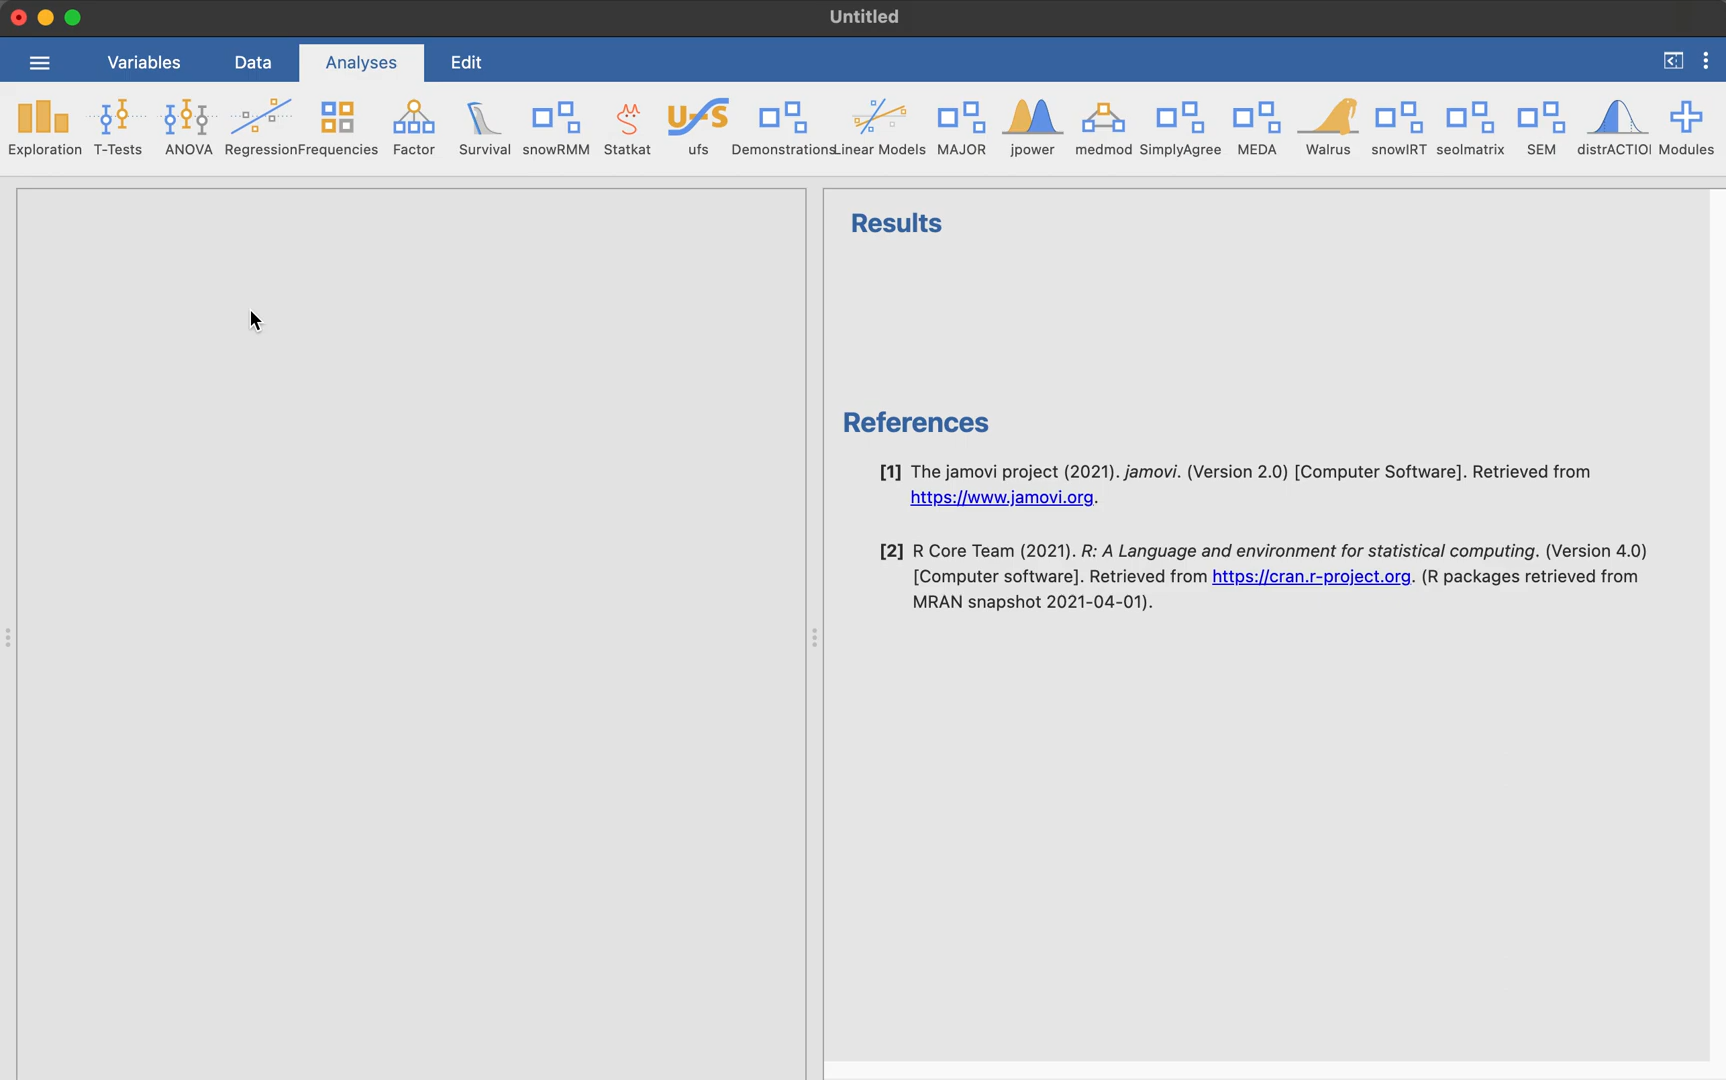 Untitled
Variables Data Analyses Edit
Exploration T-Tests ANOVA Regression Frequencies Factor Survival snowRMM Statkat ufs Demonstrations Linear Models MAJOR jpower medmod SimplyAgree MEDA Walrus snowIRT seolmatrix SEM distrACTIO Modules
Results
References
[1] The jamovi project (2021). jamovi. (Version 2.0) [Computer Software]. Retrieved from
https://www.jamovi.org.
[2] R Core Team (2021). R: A Language and environment for statistical computing. (Version 4.0)
[Computer software]. Retrieved from https://cran.r-project.org. (R packages retrieved from
MRAN snapshot 2021-04-01).